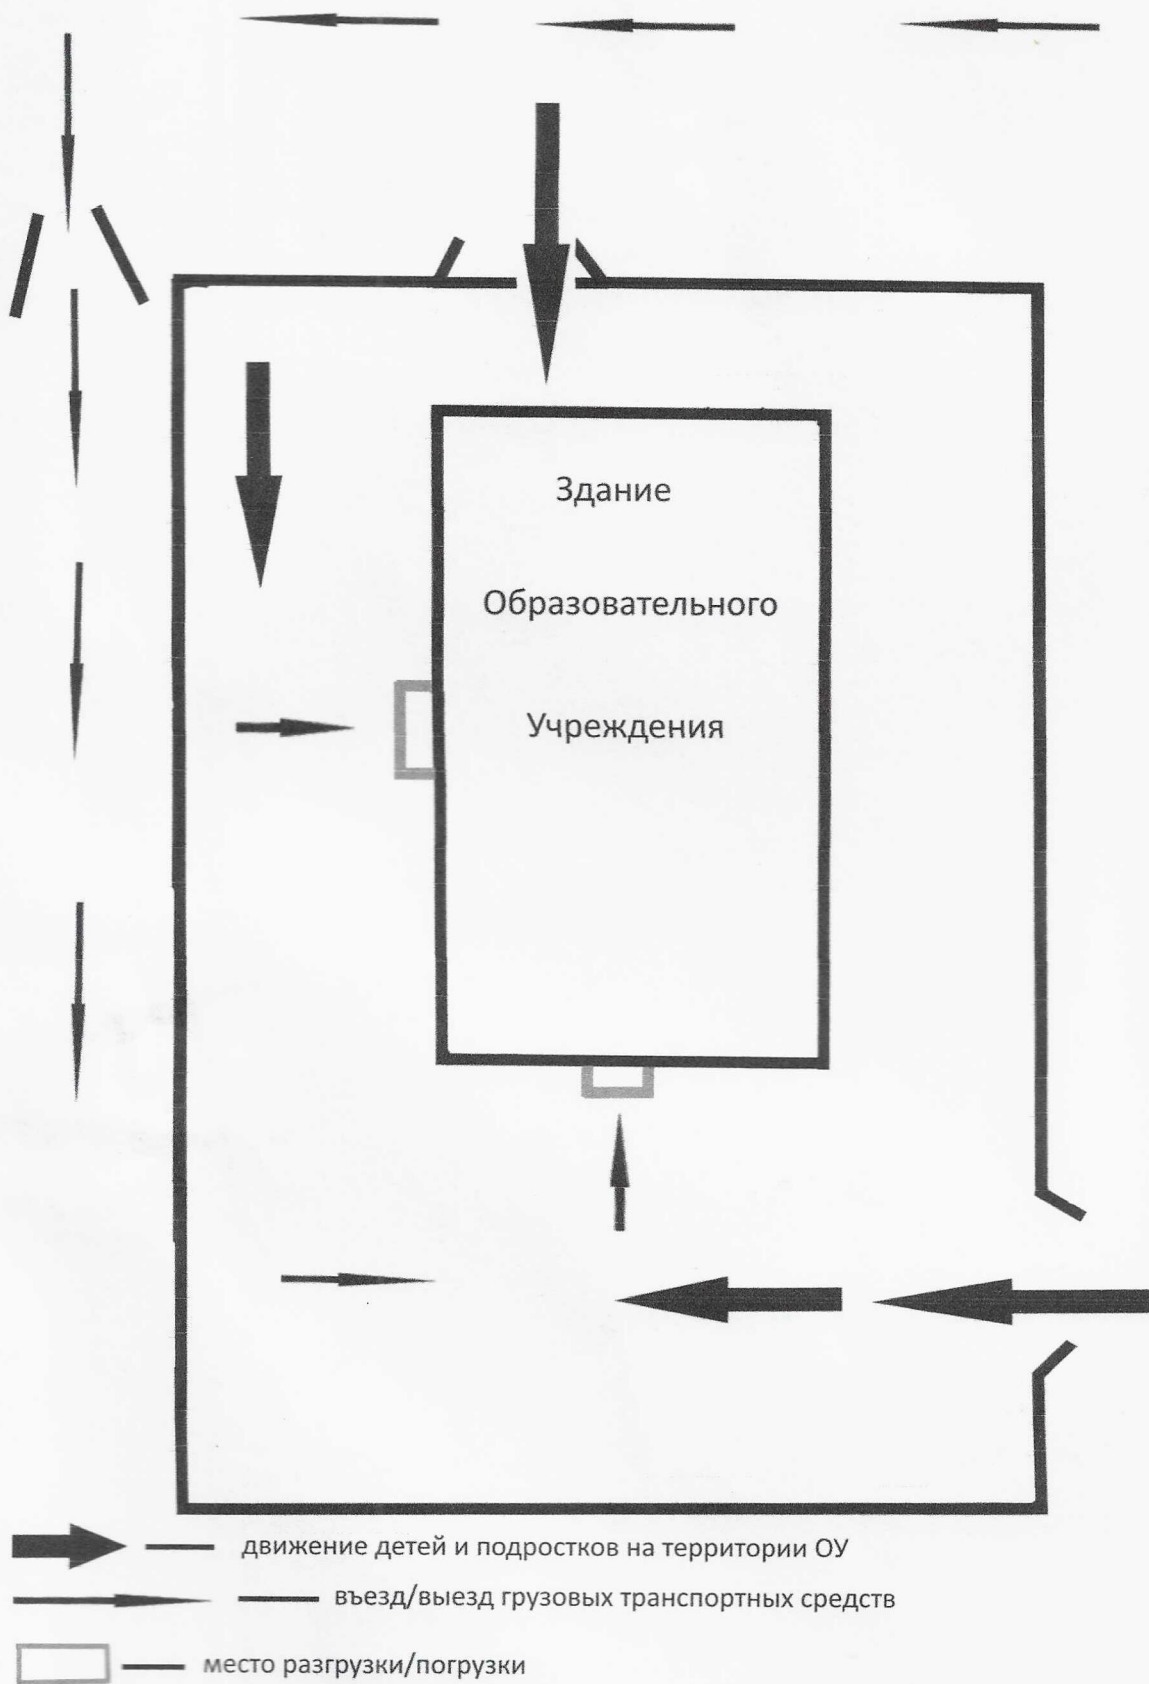 Здание
Образовательного
Учреждения
движение детей и подростков на территории ОУ
въезд/выезд грузовых транспортных средств
место разгрузки/погрузки